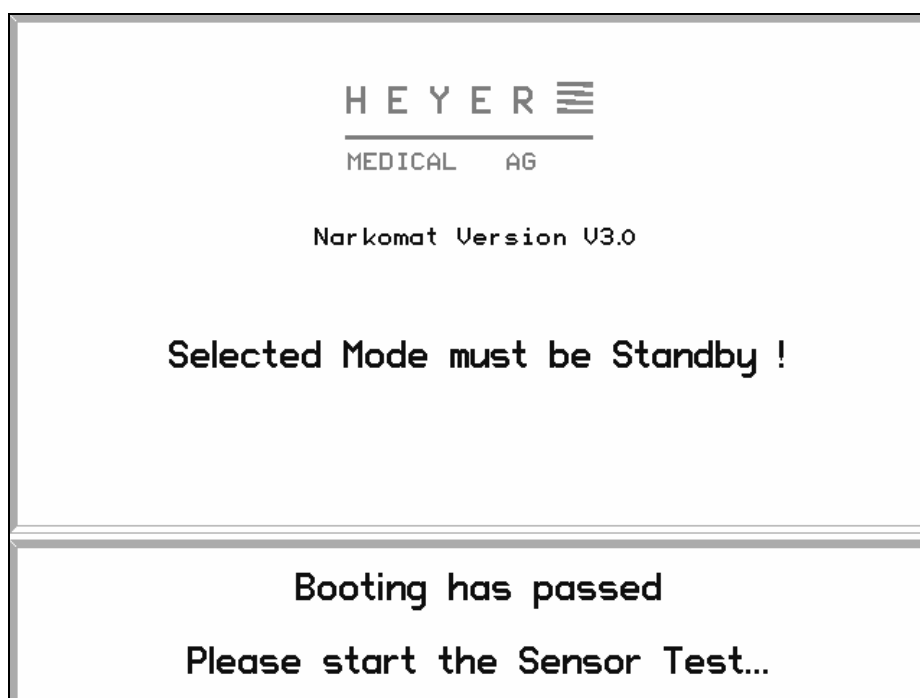 HEYER
MEDICAL AG
Narkomat Version V3.0
Selected Mode must be Standby !
Booting has passed
Please start the Sensor Test...